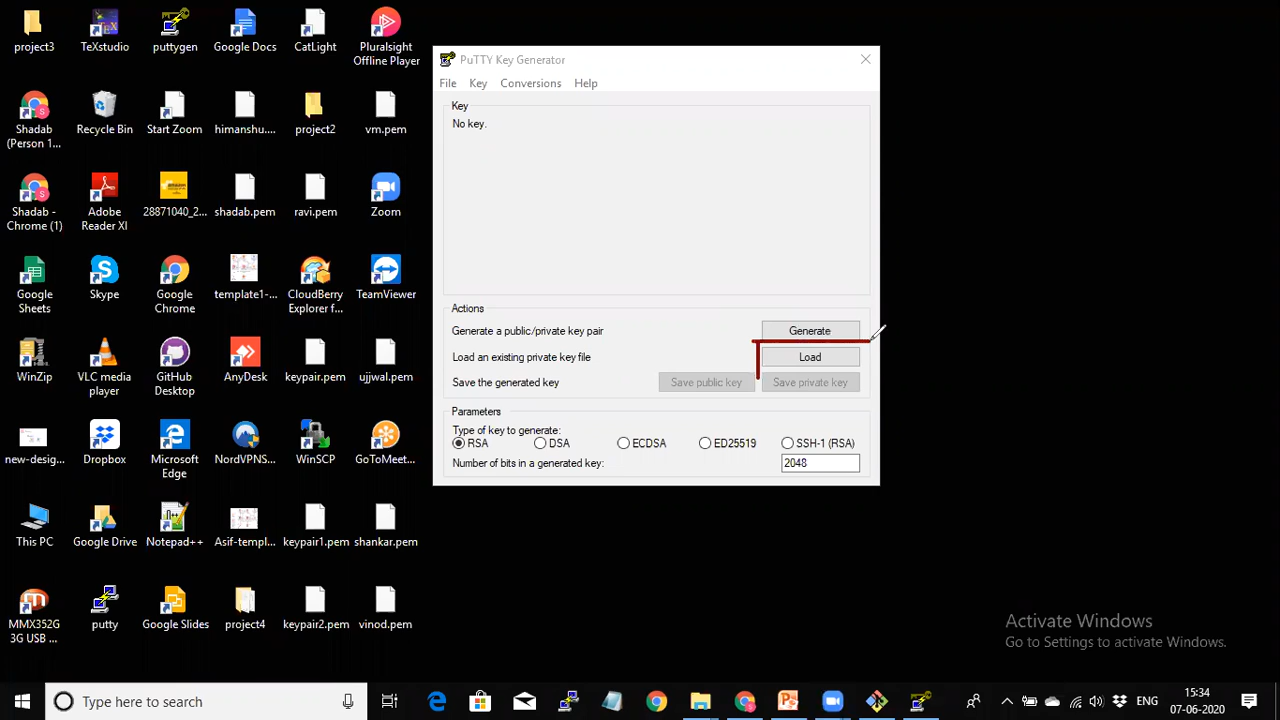 project3
TeXstudio
puttygen
Google Docs
CatLight
Pluralsight
Offline Player
Shadab
(Person 1...
Recycle Bin
Start Zoom
himanshu....
project2
vm.pem
Shadab -
Chrome (1)
Adobe
Reader XI
28871040_2...
shadab.pem
ravi.pem
Zoom
Google
Sheets
Skype
Google
Chrome
template1-...
CloudBerry
Explorer f...
TeamViewer
WinZip
VLC media
player
GitHub
Desktop
AnyDesk
keypair.pem
ujjwal.pem
new-desig...
Dropbox
Microsoft
Edge
NordVPNS...
WinSCP
GoToMeet...
This PC
Google Drive
Notepad++
Asif-templ...
keypair1.pem
shankar.pem
MMX352G
3G USB ...
putty
Google Slides
project4
keypair2.pem
vinod.pem
PuTTY Key Generator
File Key Conversions Help
Key
No key.
Actions
Generate a public/private key pair Generate
Load an existing private key file Load
Save the generated key Save public key Save private key
Parameters
Type of key to generate:
RSA DSA ECDSA ED25519 SSH-1 (RSA)
Number of bits in a generated key: 2048
Activate Windows
Go to Settings to activate Windows.
Type here to search
ENG
15:34
07-06-2020